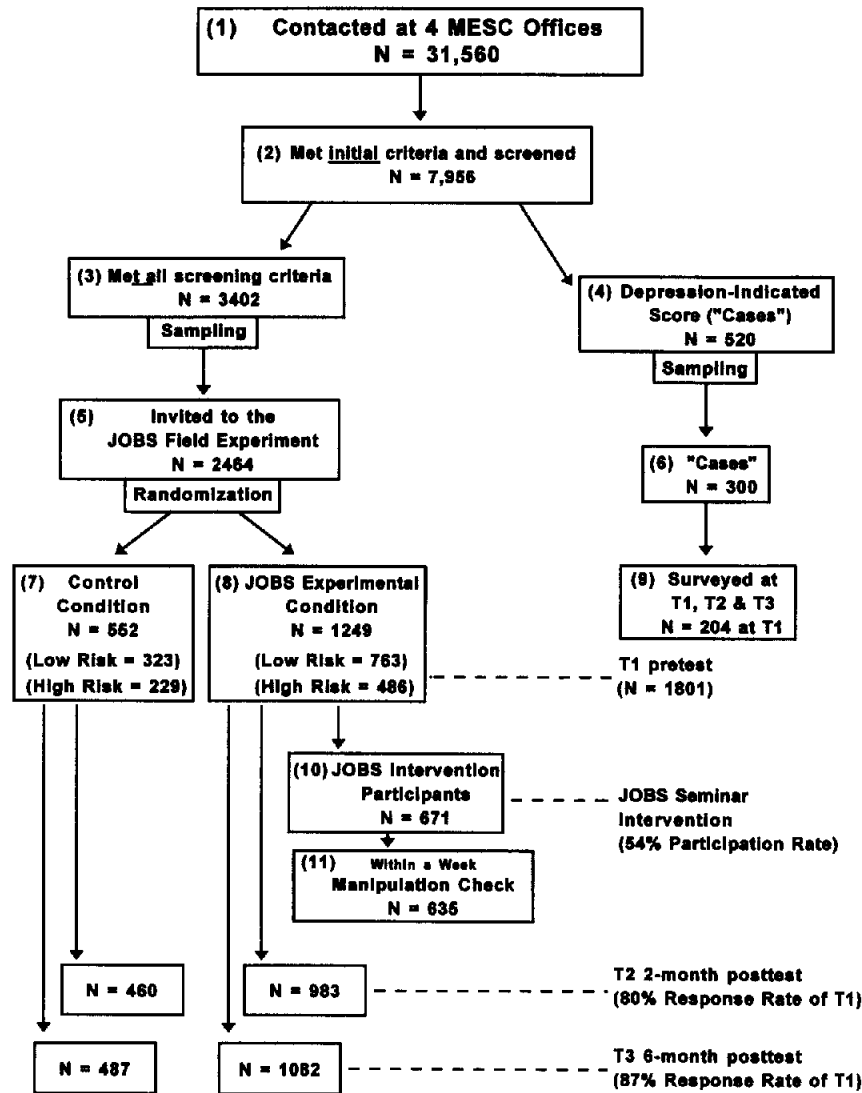 (1) Contacted at 4 MESC Offices
N = 31,560
(2) Met initial criteria and screened
N = 7,956
(3) Met all screening criteria
N = 3402
Sampling
(4) Depression-Indicated
Score ("Cases")
N = 520
Sampling
(5) Invited to the
JOBS Field Experiment
N = 2464
Randomization
(6) "Cases"
N = 300
(7) Control
Condition
N = 552
(Low Risk = 323)
(High Risk = 229)
(8) JOBS Experimental
Condition
N = 1249
(Low Risk = 763)
(High Risk = 486)
(9) Surveyed at
T1, T2 & T3
N = 204 at T1
T1 pretest
(N = 1801)
(10) JOBS Intervention
Participants
N = 671
JOBS Seminar
Intervention
(54% Participation Rate)
(11) Within a Week
Manipulation Check
N = 635
N = 460
N = 983
T2 2-month posttest
(80% Response Rate of T1)
N = 487
N = 1082
T3 6-month posttest
(87% Response Rate of T1)